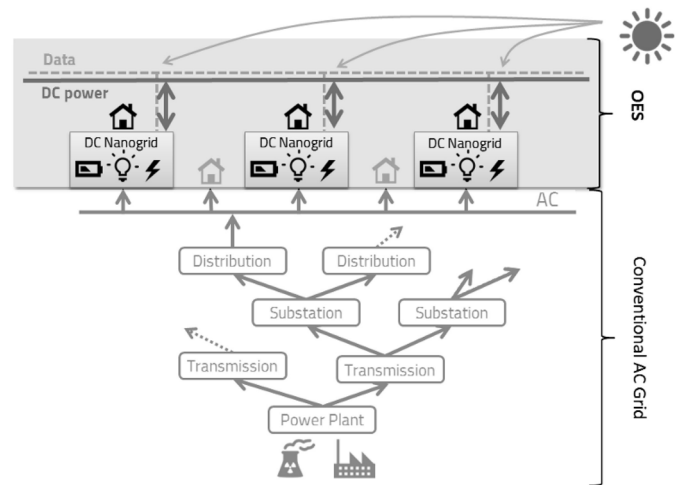 Data
DC power
OES
DC Nanogrid
DC Nanogrid
DC Nanogrid
AC
Distribution
Distribution
Substation
Substation
Conventional AC Grid
Transmission
Transmission
Power Plant